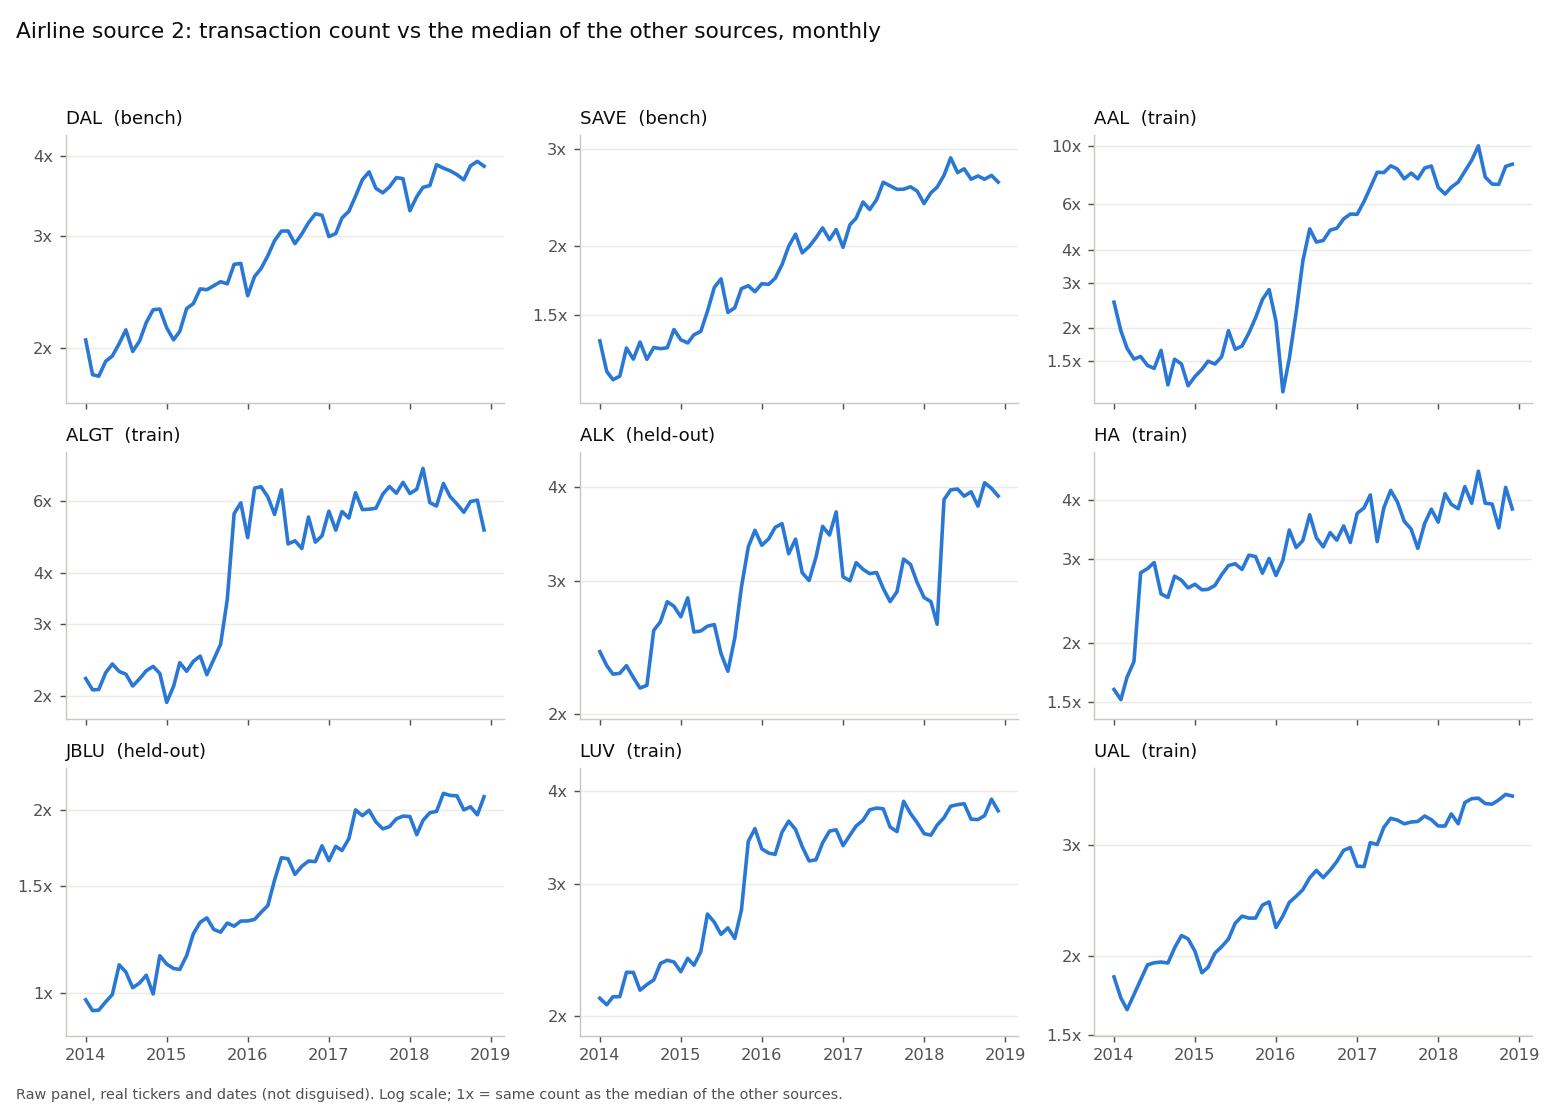 Airline source 2: transaction count vs the median of the other sources, monthly
DAL (bench)
4x
3x
2x
SAVE (bench)
3x
2x
1.5x
AAL (train)
10x
6x
4x
3x
2x
1.5x
ALGT (train)
6x
4x
3x
2x
ALK (held-out)
4x
3x
2x
HA (train)
4x
3x
2x
1.5x
JBLU (held-out)
2x
1.5x
1x
2014 2015 2016 2017 2018 2019
LUV (train)
4x
3x
2x
2014 2015 2016 2017 2018 2019
UAL (train)
3x
2x
1.5x
2014 2015 2016 2017 2018 2019
Raw panel, real tickers and dates (not disguised). Log scale; 1x = same count as the median of the other sources.